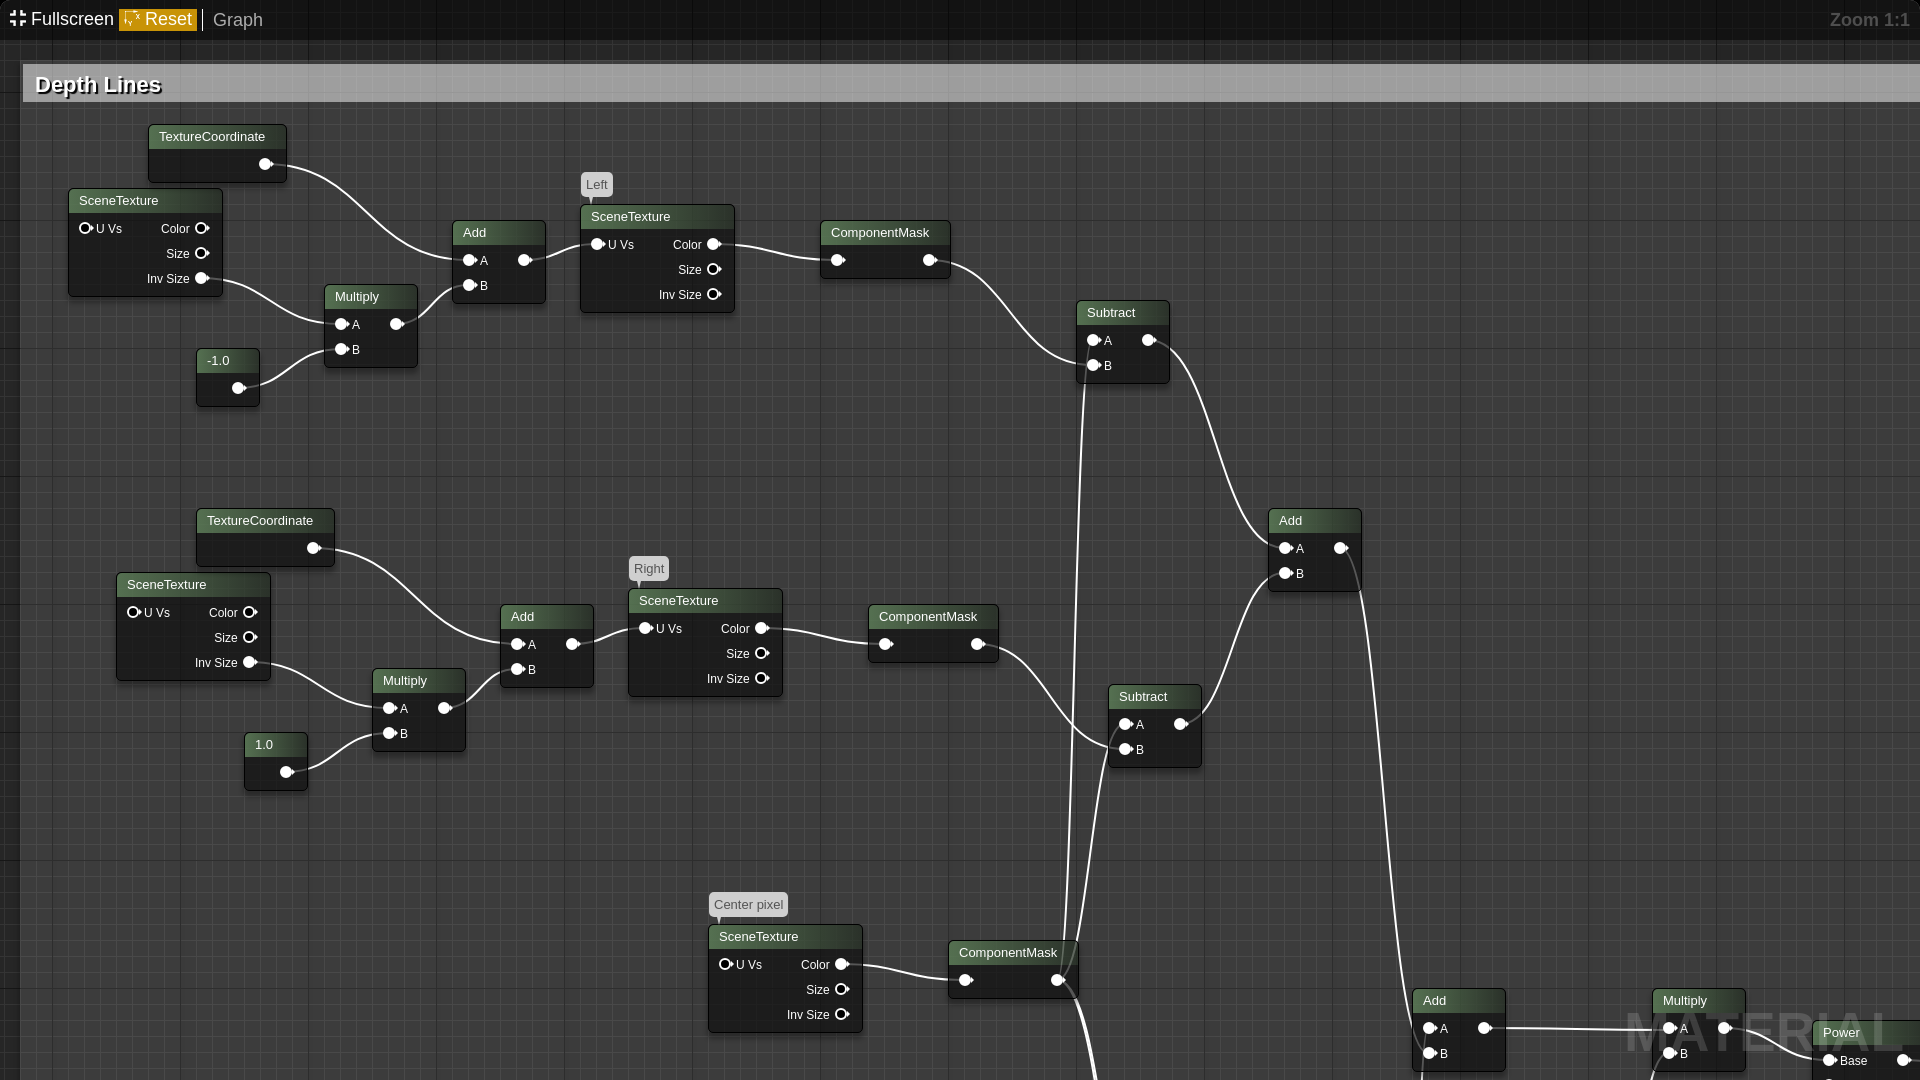 Fullscreen Reset Graph Zoom 1:1
Depth Lines
TextureCoordinate
SceneTexture
U Vs Color
Size
Inv Size
-1.0
Multiply
A
B
Add
A
B
Left
SceneTexture
U Vs Color
Size
Inv Size
ComponentMask
Subtract
A
B
TextureCoordinate
SceneTexture
U Vs Color
Size
Inv Size
1.0
Multiply
A
B
Add
A
B
Right
SceneTexture
U Vs Color
Size
Inv Size
ComponentMask
Subtract
A
B
Add
A
B
Center pixel
SceneTexture
U Vs Color
Size
Inv Size
ComponentMask
Add
A
B
Multiply
A
B
Power
Base
MATERIAL